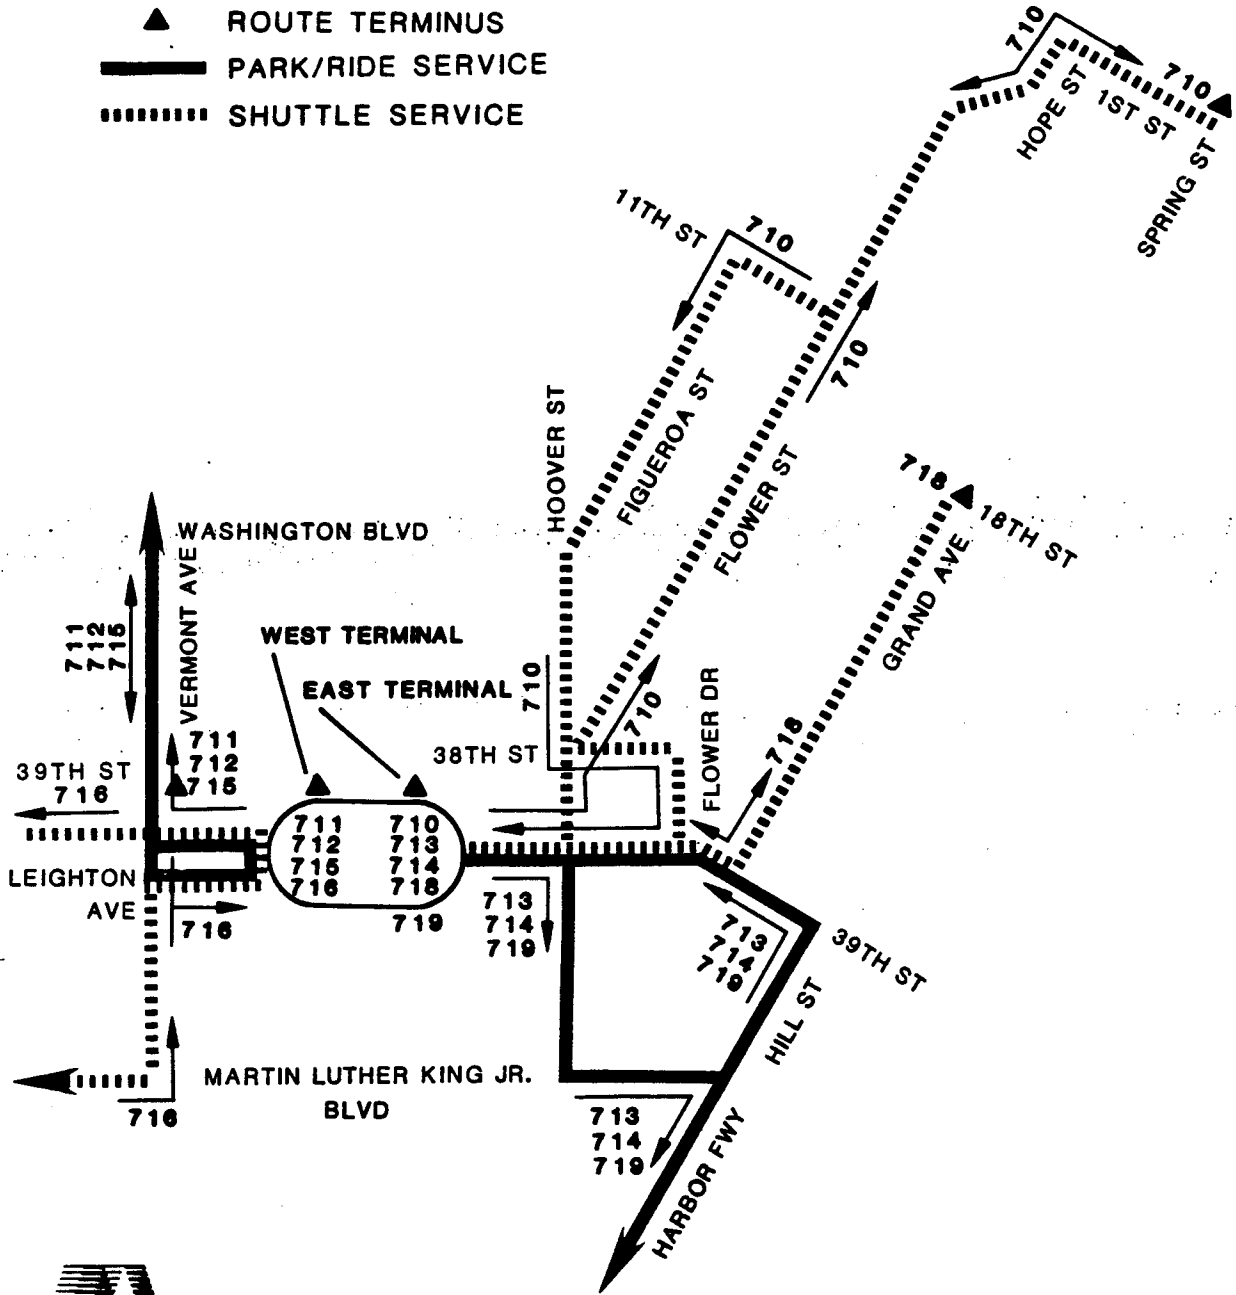 ROUTE TERMINUS
PARK/RIDE SERVICE
SHUTTLE SERVICE
710
710
HOPE ST
1ST ST
SPRING ST
11TH ST
710
710
HOOVER ST
FIGUEROA ST
FLOWER ST
718
18TH ST
GRAND AVE
WASHINGTON BLVD
VERMONT AVE
711
712
715
WEST TERMINAL
EAST TERMINAL
710
710
FLOWER DR
718
38TH ST
711
712
715
39TH ST
716
711
712
715
716
710
713
714
718
719
LEIGHTON
AVE
716
713
714
719
713
714
719
39TH ST
HILL ST
MARTIN LUTHER KING JR.
BLVD
716
713
714
719
HARBOR FWY